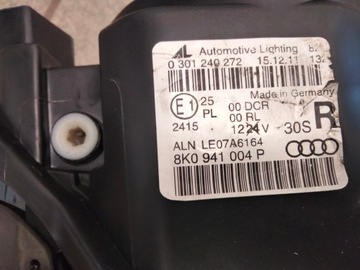 AL Automotive Lighting
0 301 240 272 15.12.11
Made in Germany
E1 25 00 DCR
PL 00 RL
2415 12 V 30S R
ALN LE07A6164
8K0 941 004 P